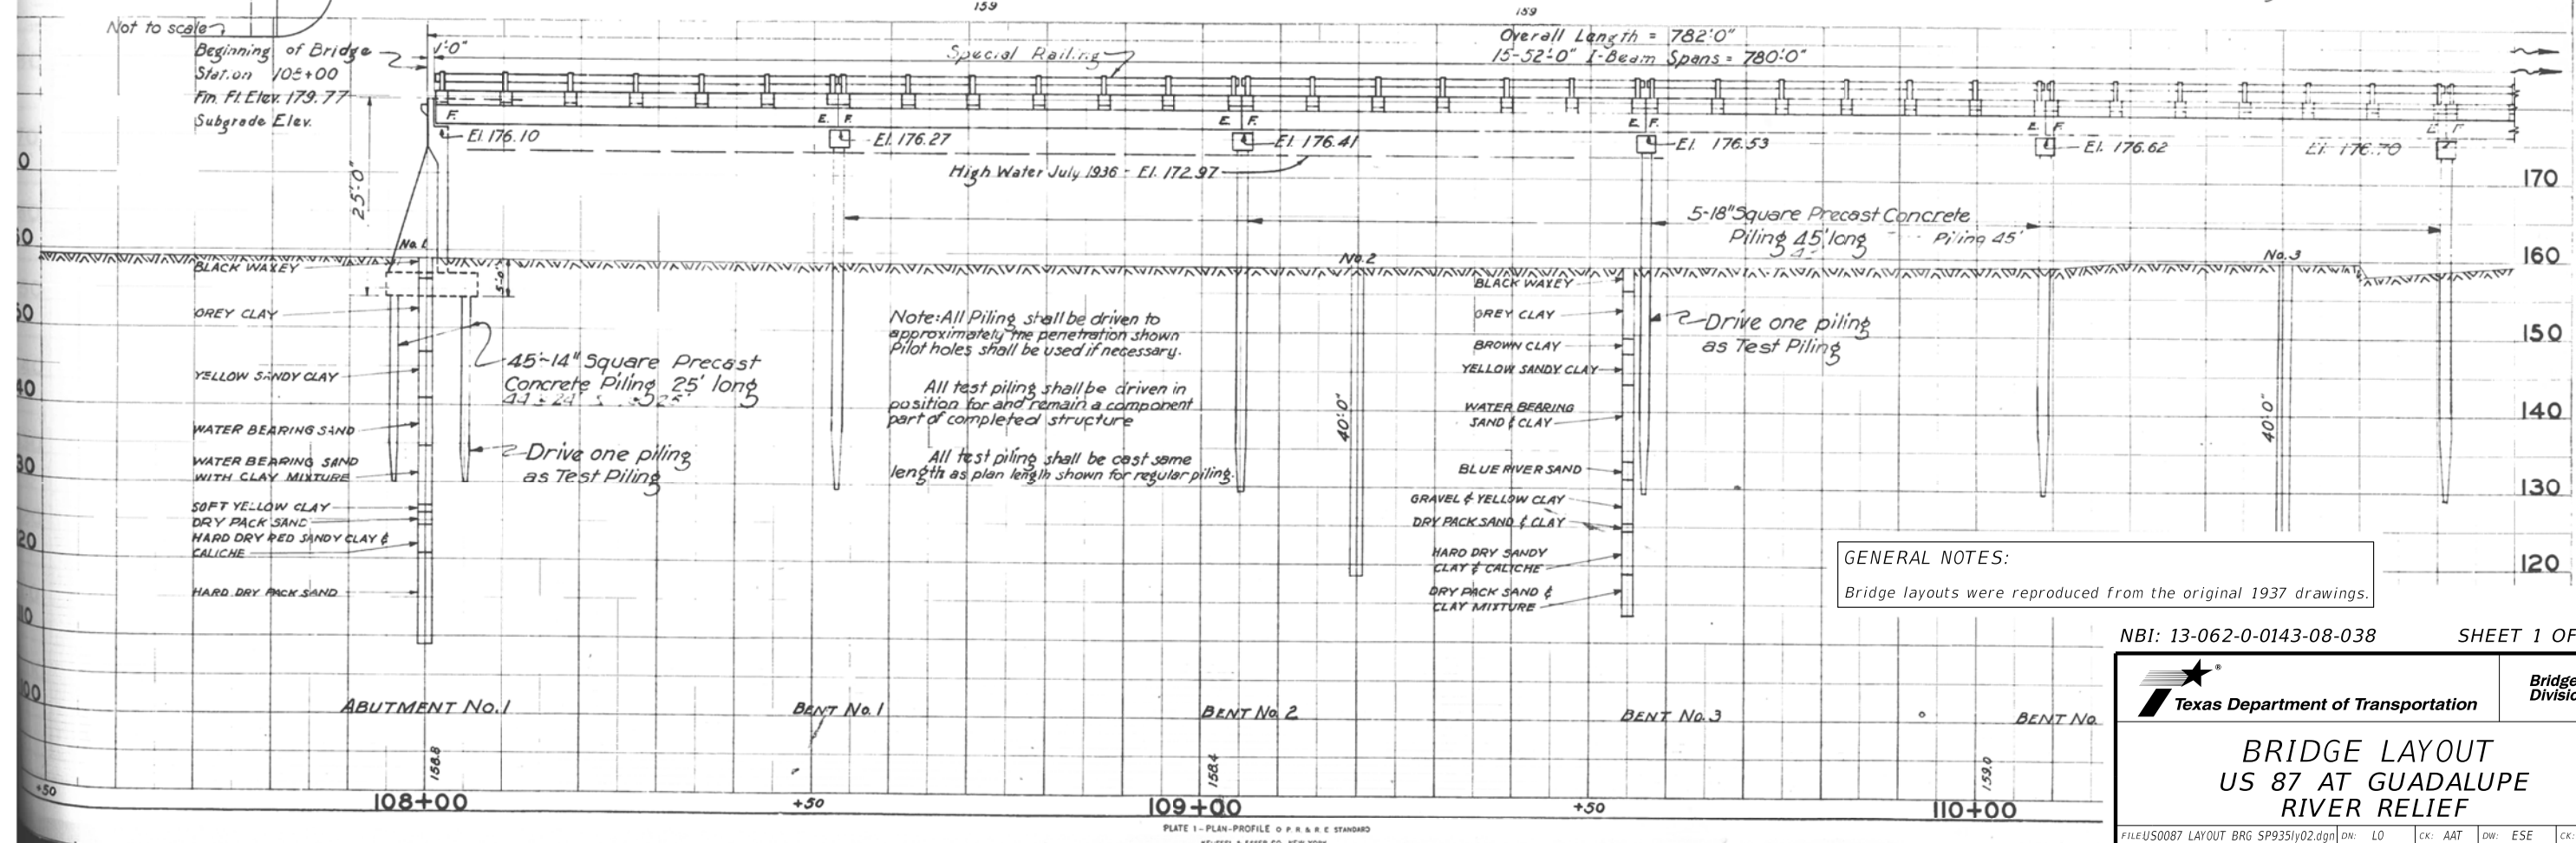 159
159
Not to scale
Beginning of Bridge
Station 108+00
Fin. Fl. Elev. 179.77
Subgrade Elev.
1'-0"
Special Railing
Overall Length = 782'-0"
15-52'-0" I-Beam Spans = 780'-0"
F.
E. F.
E. F.
E. F.
E. F.
E. F.
El. 176.10
El. 176.27
El. 176.41
El. 176.53
El. 176.62
El. 176.70
High Water July 1936 - El. 172.97
25'-0"
5'-0"
170
160
150
140
130
120
5-18" Square Precast Concrete
Piling 45' long
Piling 45'
No. 1
No. 2
No. 3
BLACK WAXEY
GREY CLAY
YELLOW SANDY CLAY
WATER BEARING SAND
WATER BEARING SAND
WITH CLAY MIXTURE
SOFT YELLOW CLAY
DRY PACK SAND
HARD DRY RED SANDY CLAY &
CALICHE
HARD DRY PACK SAND
45-14" Square Precast
Concrete Piling 25' long
Drive one piling
as Test Piling
Note: All Piling shall be driven to
approximately the penetration shown
Pilot holes shall be used if necessary.
All test piling shall be driven in
position for and remain a component
part of completed structure
All test piling shall be cast same
length as plan length shown for regular piling.
40'-0"
BLACK WAXEY
GREY CLAY
BROWN CLAY
YELLOW SANDY CLAY
WATER BEARING
SAND & CLAY
BLUE RIVER SAND
GRAVEL & YELLOW CLAY
DRY PACK SAND & CLAY
HARD DRY SANDY
CLAY & CALICHE
DRY PACK SAND &
CLAY MIXTURE
Drive one piling
as Test Piling
40'-0"
GENERAL NOTES:
Bridge layouts were reproduced from the original 1937 drawings.
NBI: 13-062-0-0143-08-038
SHEET 1 OF
ABUTMENT No. 1
BENT No. 1
BENT No. 2
BENT No. 3
BENT No.
158.8
158.4
159.0
+50
108+00
+50
109+00
+50
110+00
PLATE 1-PLAN-PROFILE O P R & R E STANDARD
Texas Department of Transportation
Bridge
BRIDGE LAYOUT
US 87 AT GUADALUPE
RIVER RELIEF
FILE US0087 LAYOUT BRG SP935ly02.dgn
DN: LO
CK: AAT
DW: ESE
CK: